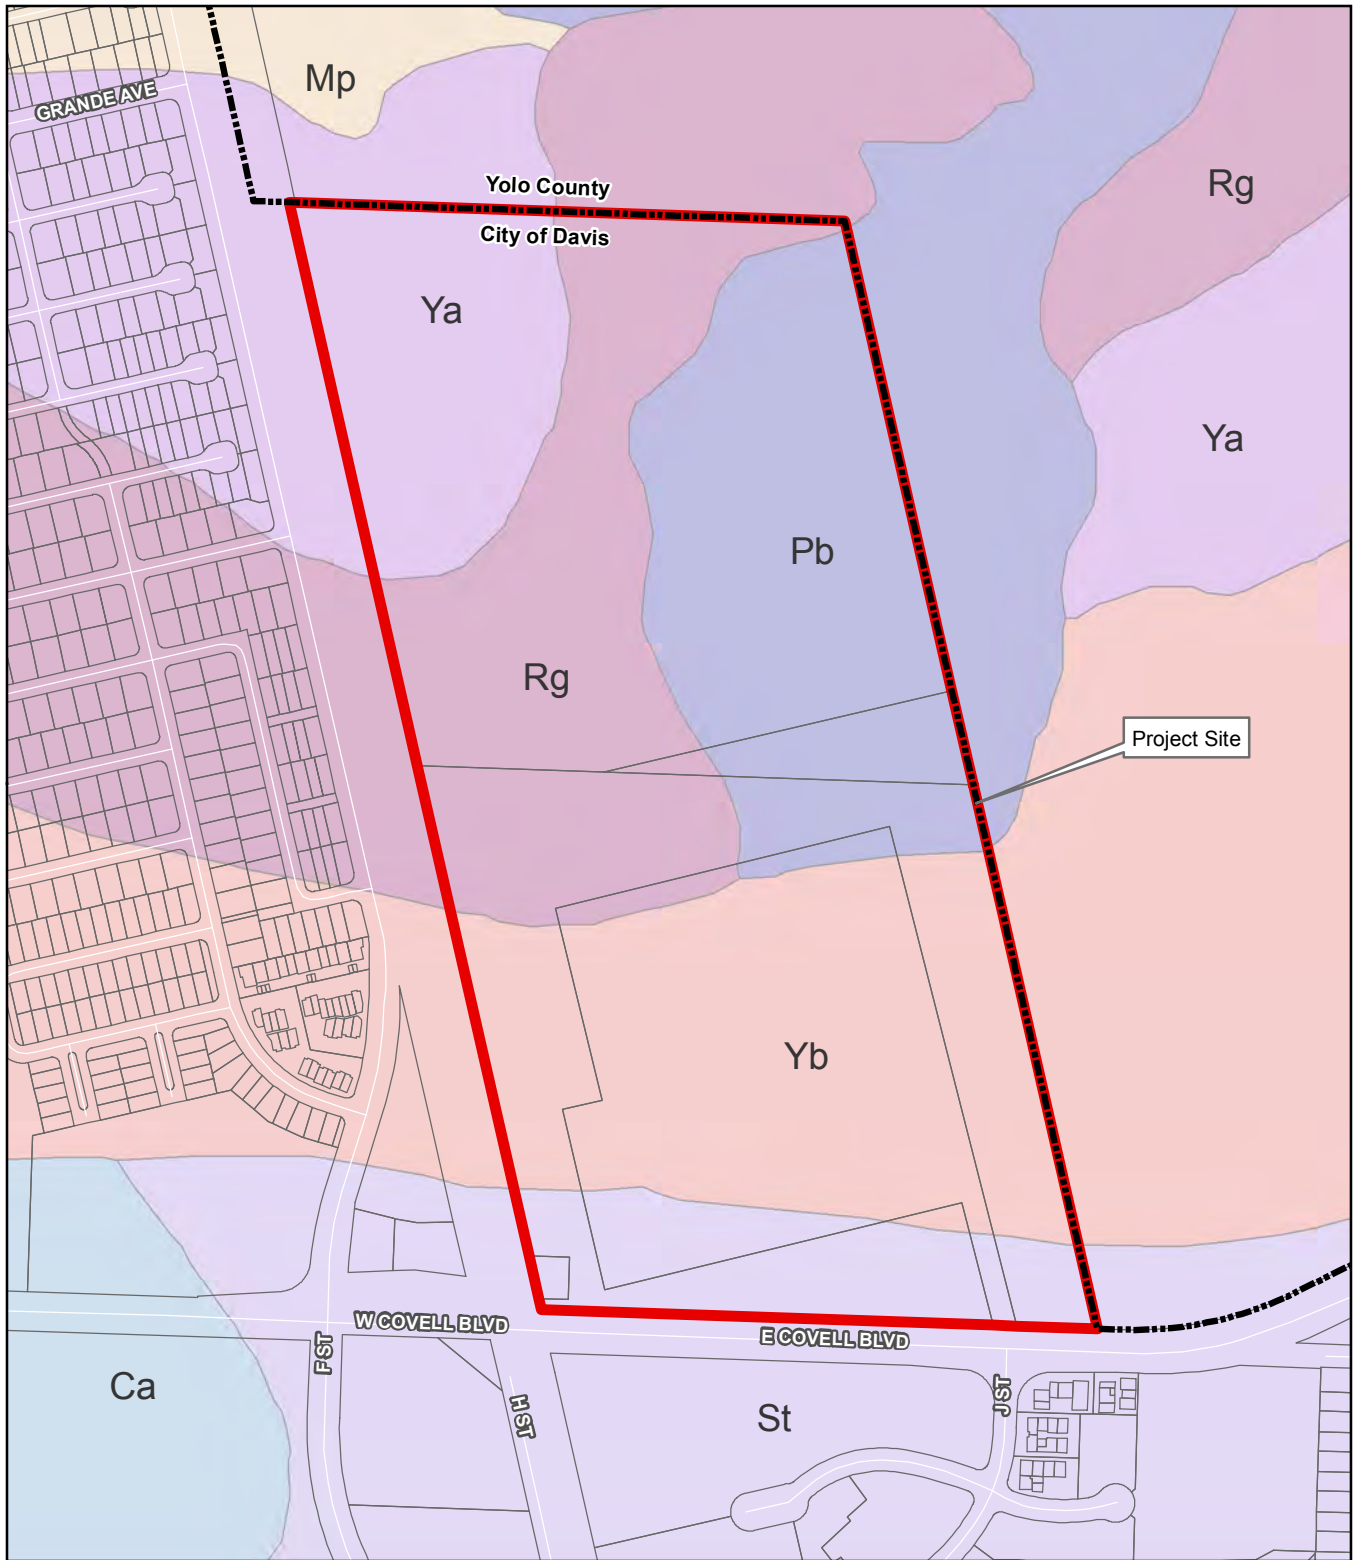 Mp
GRANDE AVE
Yolo County
Rg
City of Davis
Ya
Ya
Pb
Rg
Project Site
Yb
W COVELL BLVD
E COVELL BLVD
F ST
Ca
H ST
J ST
St